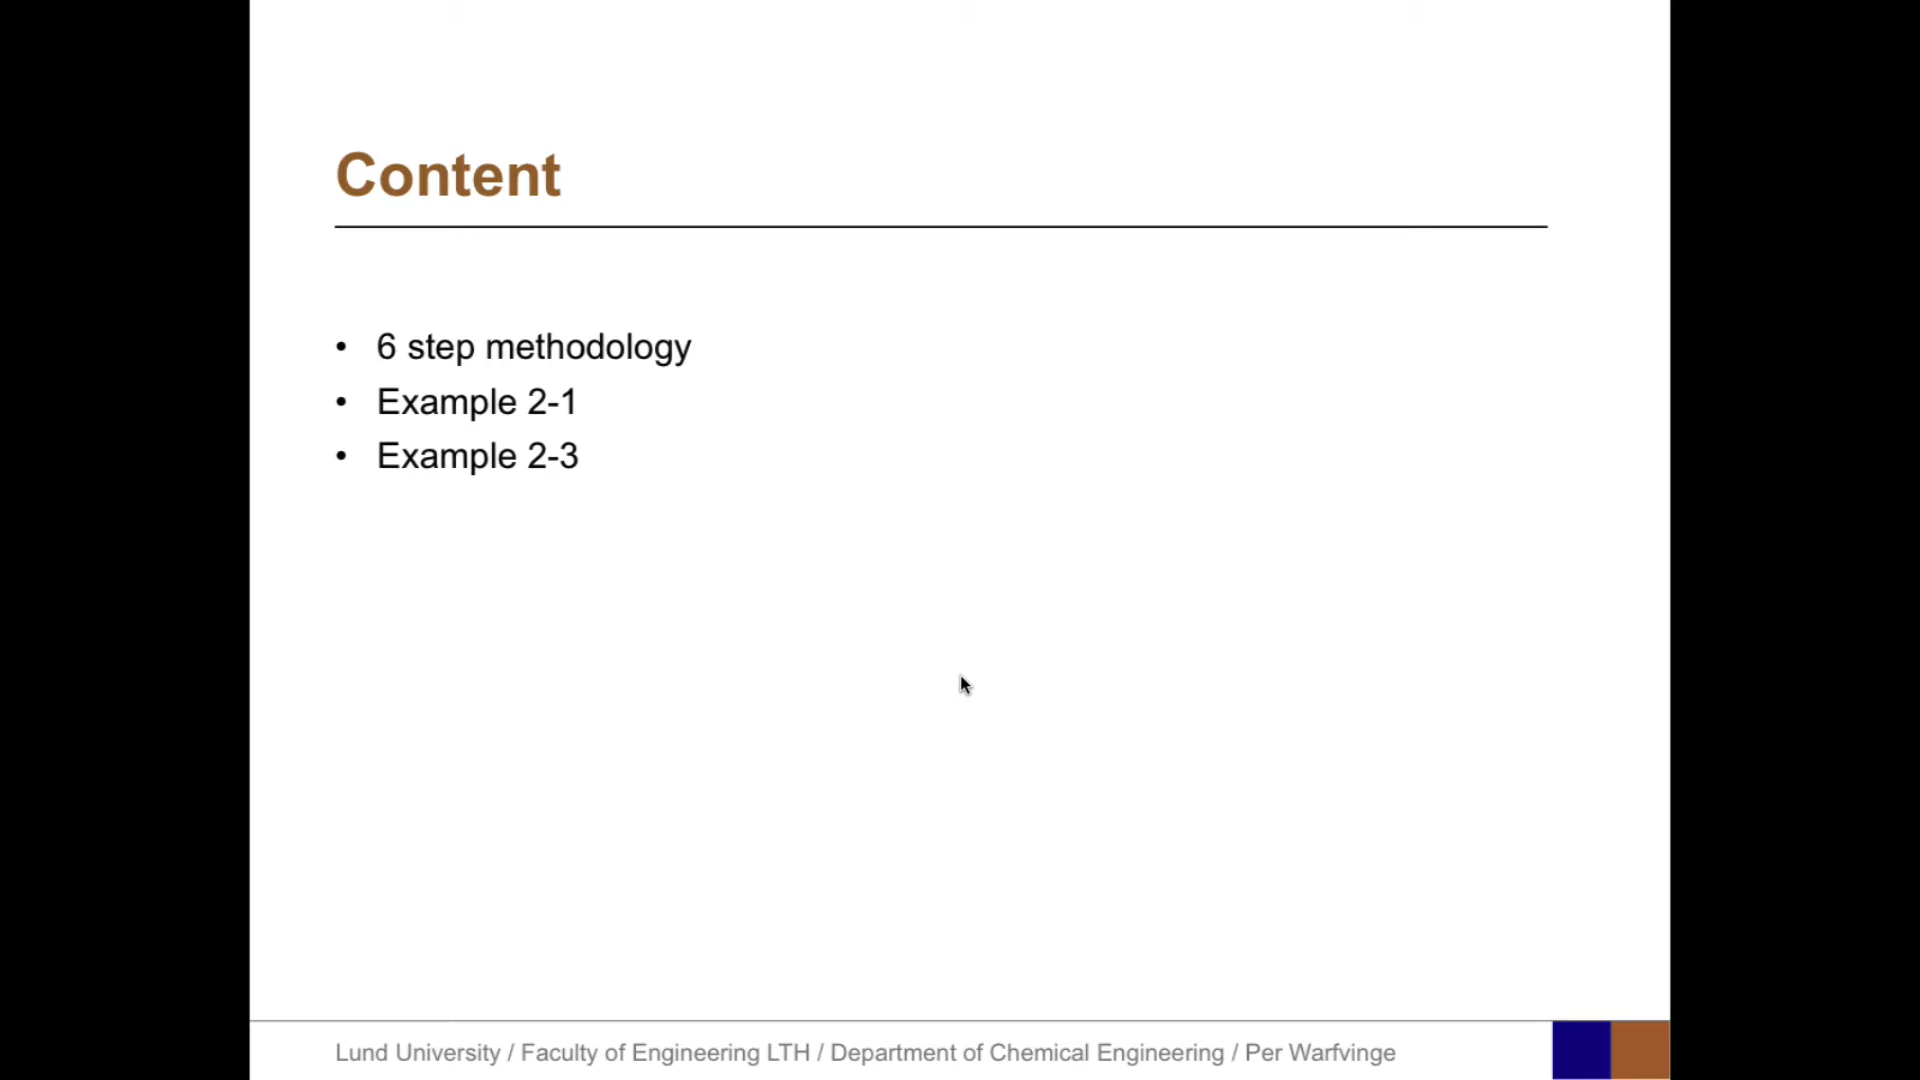 Content
• 6 step methodology
• Example 2-1
• Example 2-3
Lund University / Faculty of Engineering LTH / Department of Chemical Engineering / Per Warfvinge